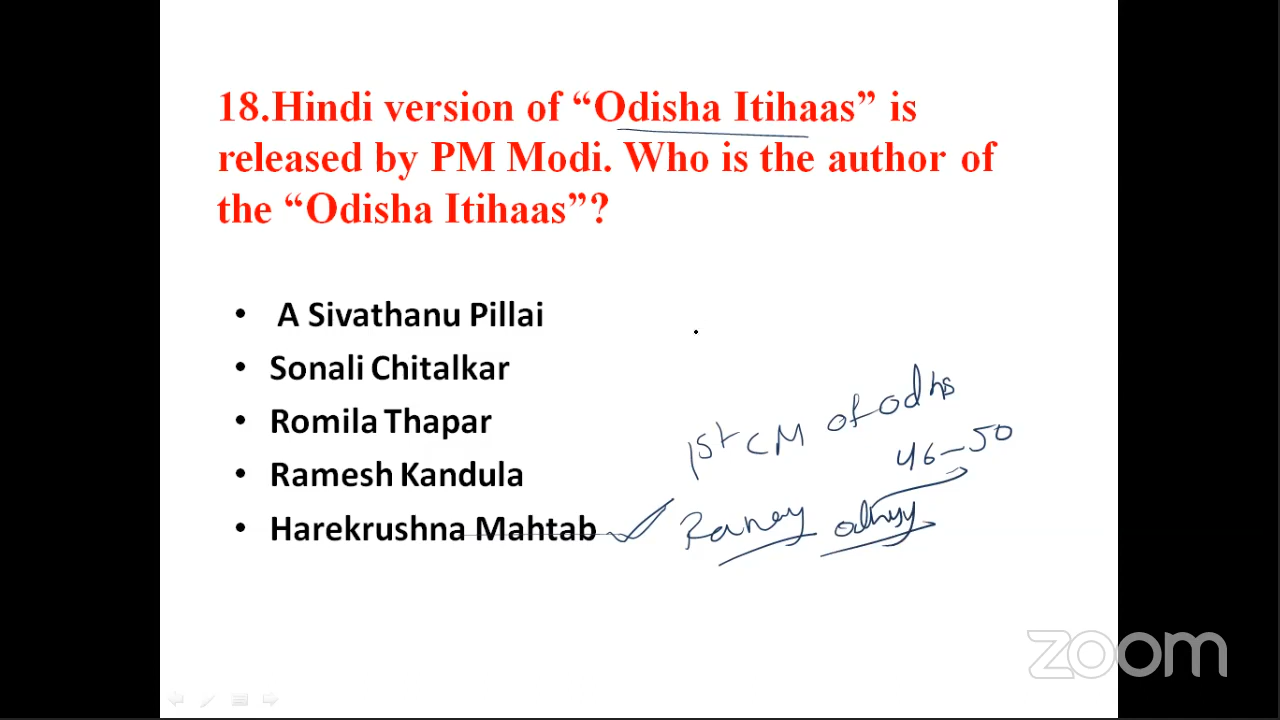 18.Hindi version of “Odisha Itihaas” is
released by PM Modi. Who is the author of
the “Odisha Itihaas”?
• A Sivathanu Pillai
• Sonali Chitalkar
• Romila Thapar
• Ramesh Kandula
• Harekrushna Mahtab
1st CM of
46-50
zoom